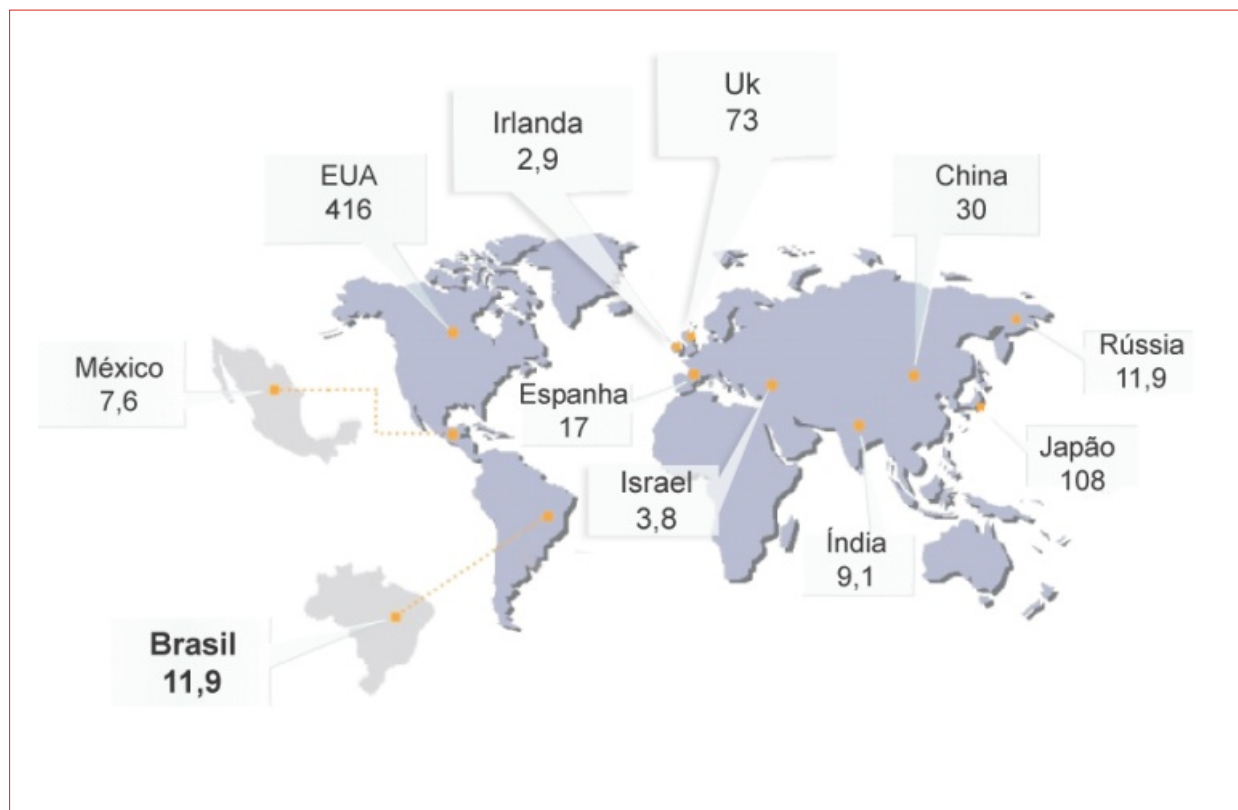 Uk
73
Irlanda
2,9
EUA
416
China
30
Rússia
11,9
México
7,6
Espanha
17
Japão
108
Israel
3,8
Índia
9,1
Brasil
11,9